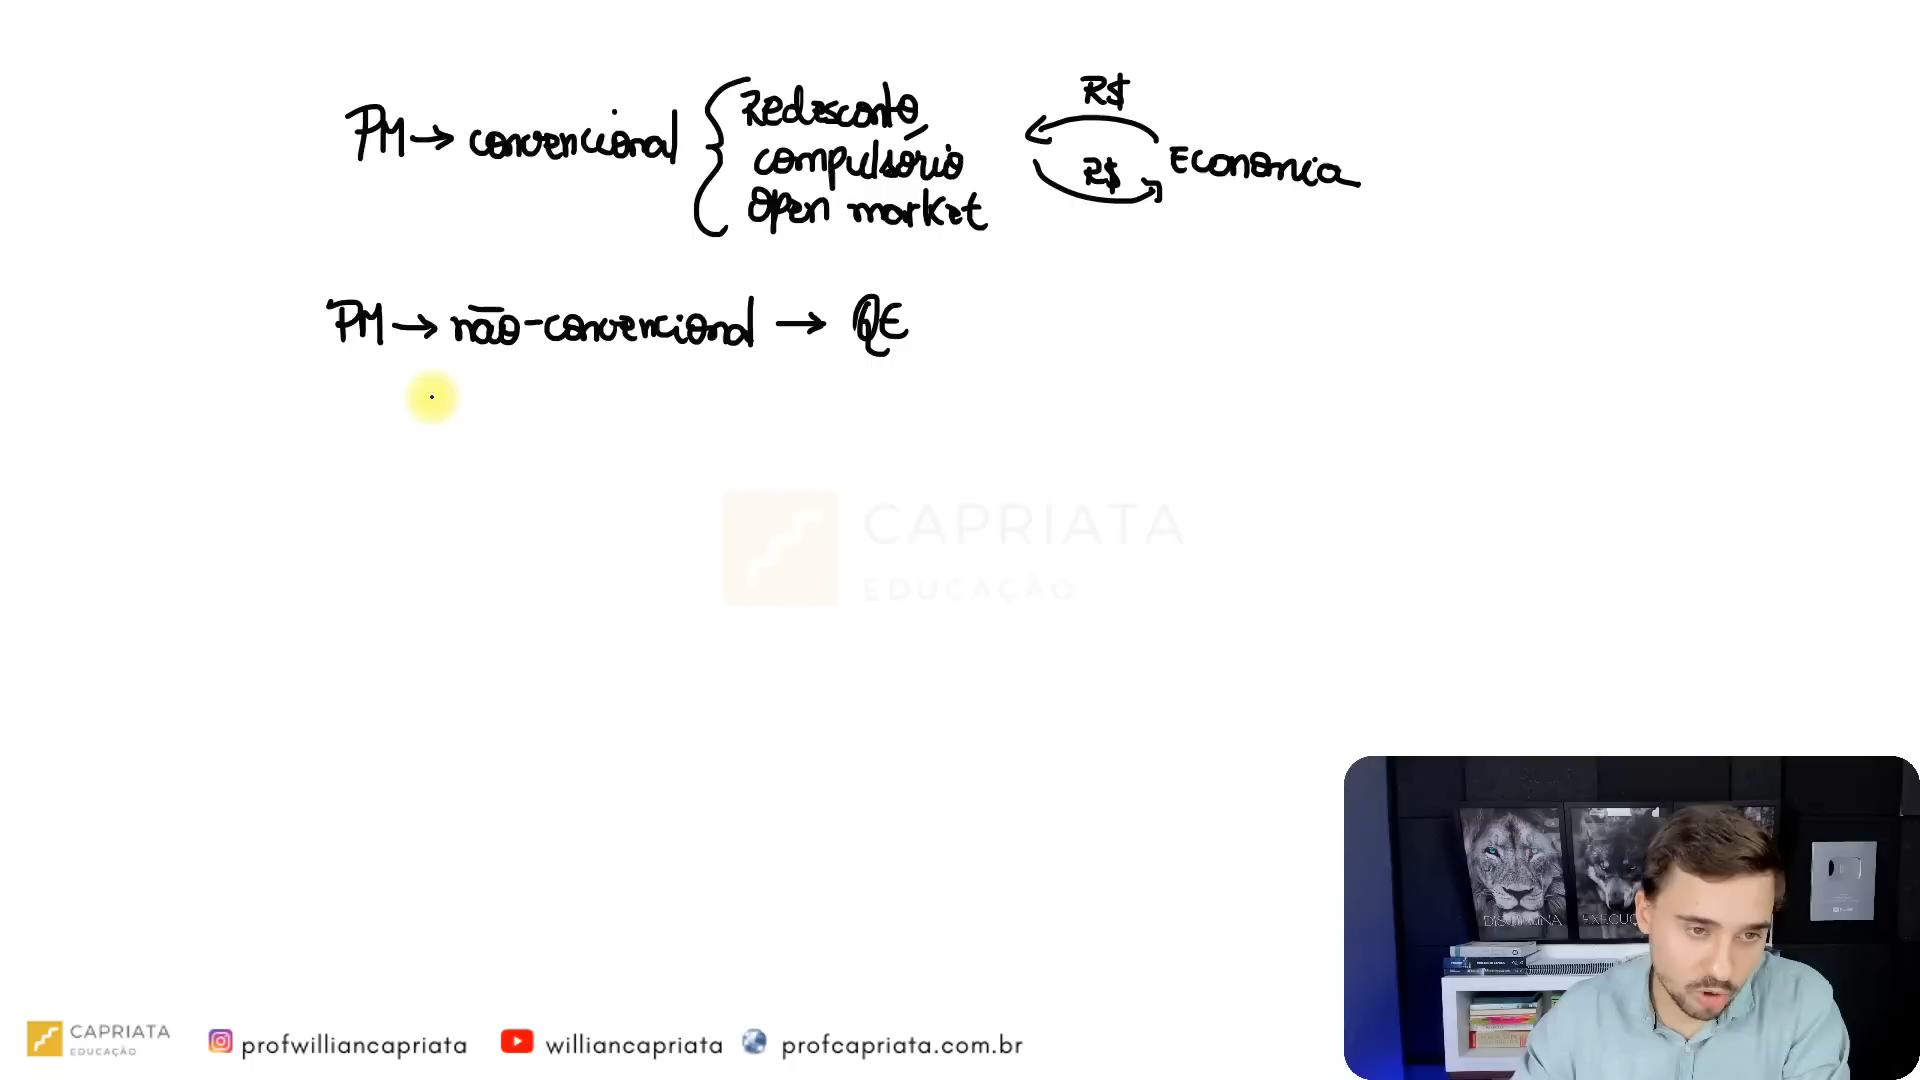 PM → convencional { Redesconto
compulsório
open market
R$
R$
Economia
PM → não-convencional → QE
CAPRIATA
EDUCAÇÃO
DISCIPLINA
EXECUÇ
CAPRIATA
EDUCAÇÃO
profwilliancapriata
williancapriata
profcapriata.com.br